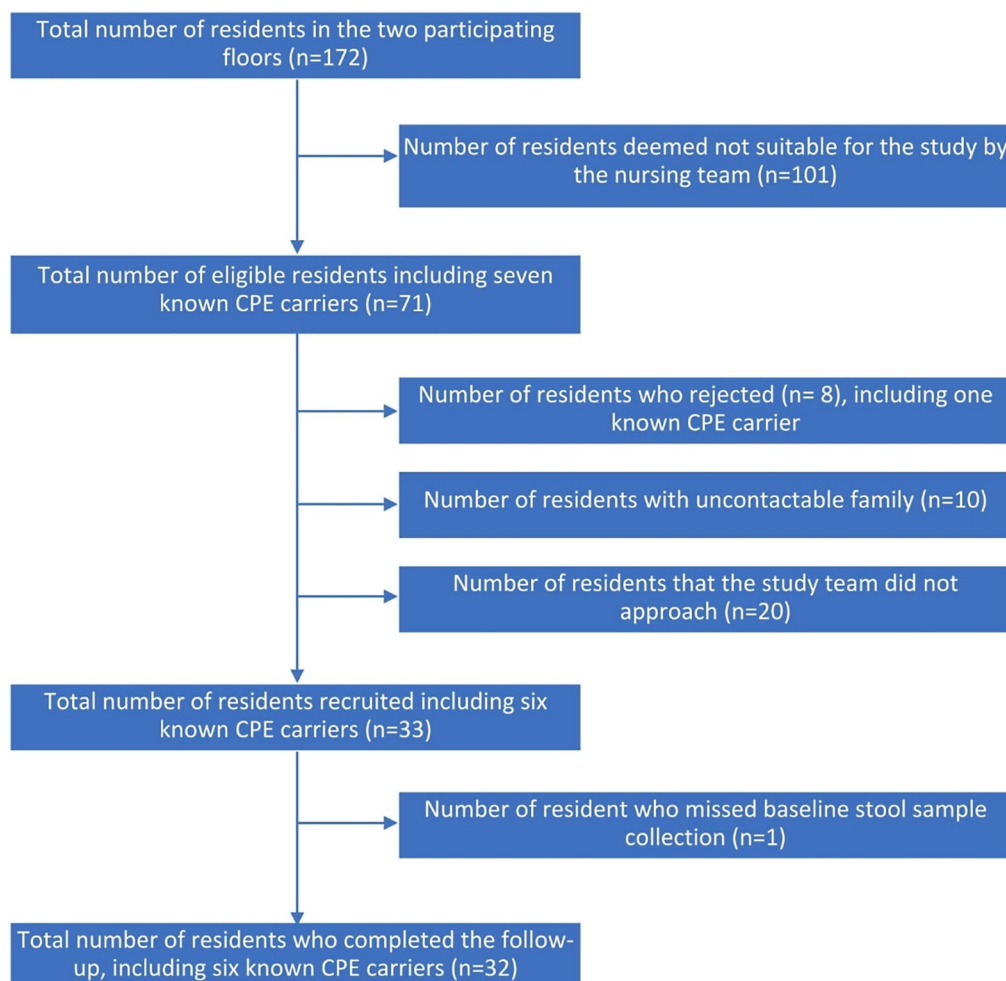 Total number of residents in the two participating
floors (n=172)
Number of residents deemed not suitable for the study by
the nursing team (n=101)
Total number of eligible residents including seven
known CPE carriers (n=71)
Number of residents who rejected (n= 8), including one
known CPE carrier
Number of residents with uncontactable family (n=10)
Number of residents that the study team did not
approach (n=20)
Total number of residents recruited including six
known CPE carriers (n=33)
Number of resident who missed baseline stool sample
collection (n=1)
Total number of residents who completed the follow-
up, including six known CPE carriers (n=32)